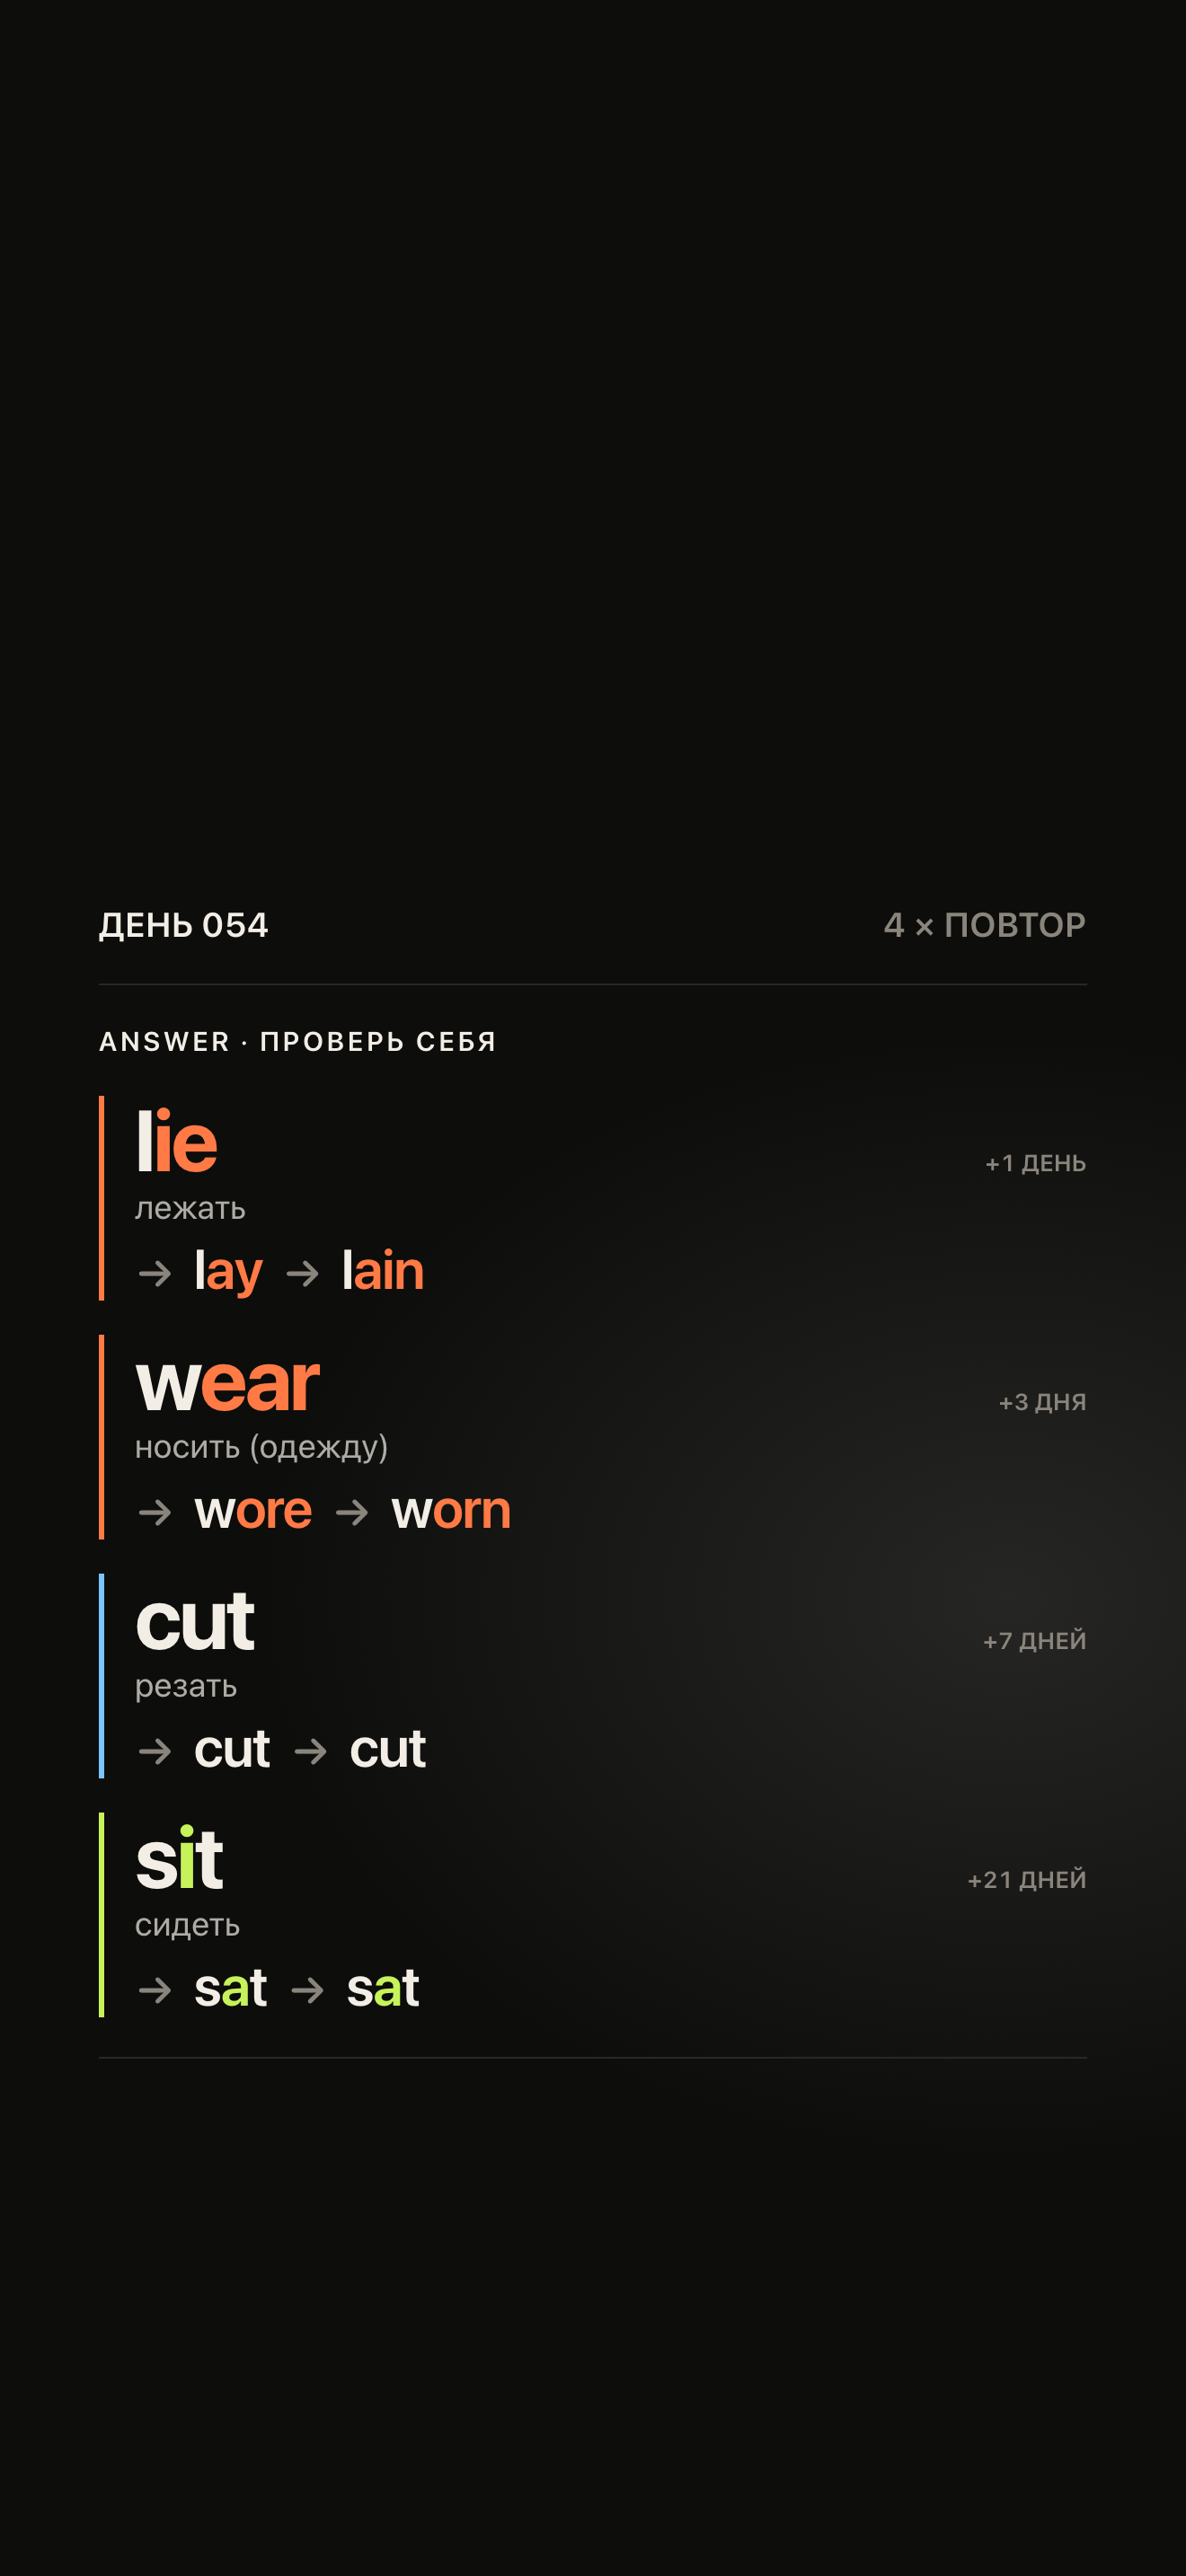 ДЕНЬ 054
4 × ПОВТОР
ANSWER · ПРОВЕРЬ СЕБЯ
lie
+1 ДЕНЬ
лежать
→ lay → lain
wear
+3 ДНЯ
носить (одежду)
→ wore → worn
cut
+7 ДНЕЙ
резать
→ cut → cut
sit
+21 ДНЕЙ
сидеть
→ sat → sat